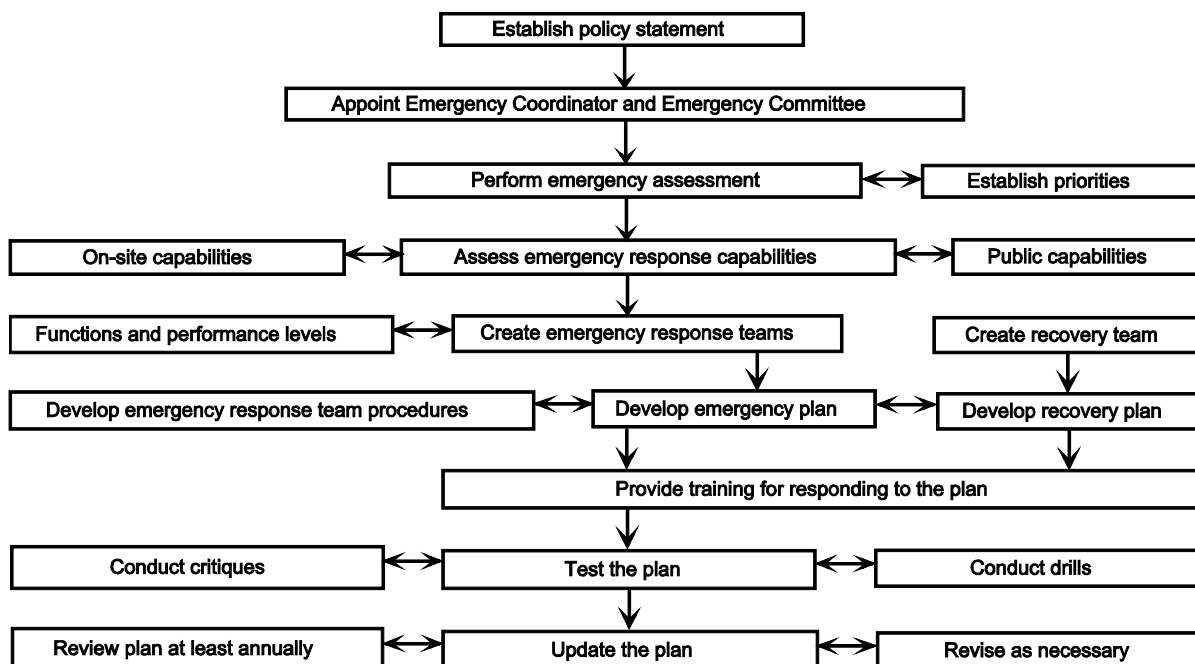 Establish policy statement
Appoint Emergency Coordinator and Emergency Committee
Perform emergency assessment
Establish priorities
On-site capabilities
Assess emergency response capabilities
Public capabilities
Functions and performance levels
Create emergency response teams
Create recovery team
Develop emergency response team procedures
Develop emergency plan
Develop recovery plan
Provide training for responding to the plan
Conduct critiques
Test the plan
Conduct drills
Review plan at least annually
Update the plan
Revise as necessary